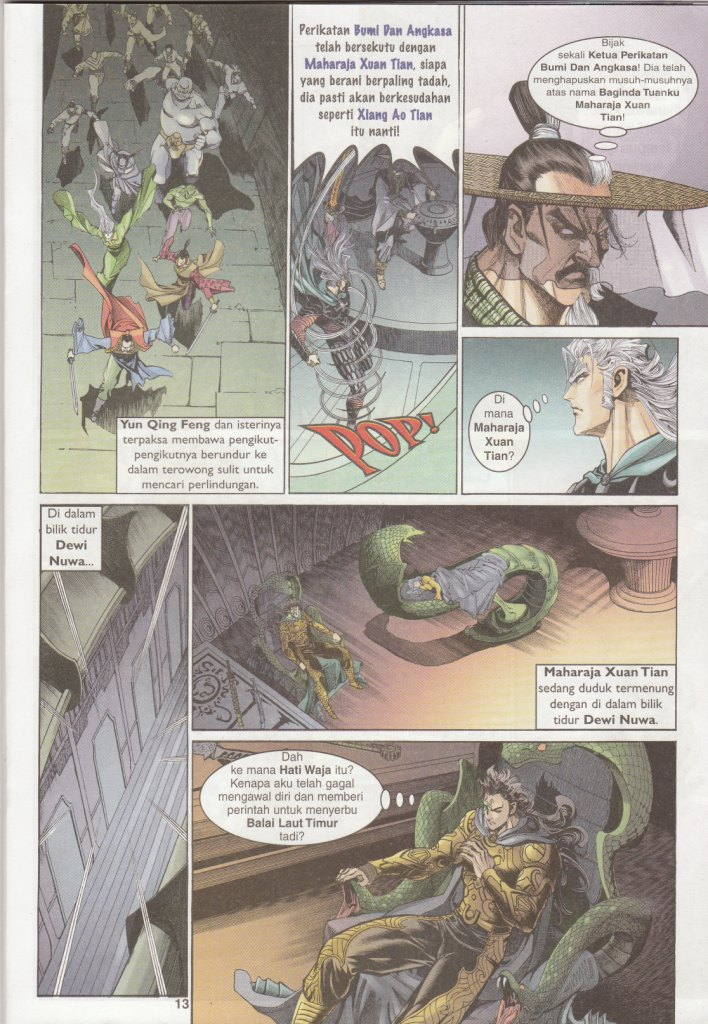 Yun Qing Feng dan isterinya
terpaksa membawa pengikut-
pengikutnya berundur ke
dalam terowong sulit untuk
mencari perlindungan.
Perikatan Bumi Dan Angkasa
telah bersekutu dengan
Maharaja Xuan Tian, siapa
yang berani berpaling tadah,
dia pasti akan berkesudahan
seperti Xiang Ao Tian
itu nanti!
POP!
Bijak
sekali Ketua Perikatan
Bumi Dan Angkasa! Dia telah
menghapuskan musuh-musuhnya
atas nama Baginda Tuanku
Maharaja Xuan
Tian!
Di
mana
Maharaja
Xuan
Tian?
Di dalam
bilik tidur
Dewi
Nuwa...
Maharaja Xuan Tian
sedang duduk termenung
dengan di dalam bilik
tidur Dewi Nuwa.
Dah
ke mana Hati Waja itu?
Kenapa aku telah gagal
mengawal diri dan memberi
perintah untuk menyerbu
Balai Laut Timur
tadi?
13